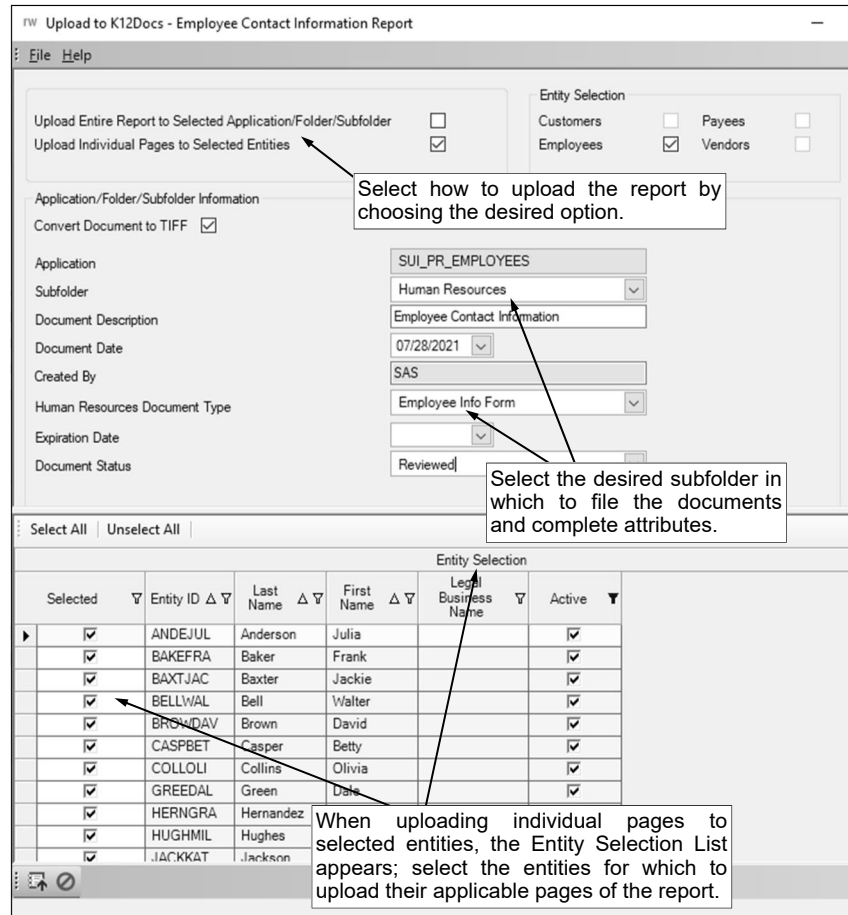 rw Upload to K12Docs - Employee Contact Information Report
File Help
Entity Selection
Upload Entire Report to Selected Application/Folder/Subfolder
Customers Payees
Upload Individual Pages to Selected Entities
Employees Vendors
Select how to upload the report by
choosing the desired option.
Application/Folder/Subfolder Information
Convert Document to TIFF
Application SUI_PR_EMPLOYEES
Subfolder Human Resources
Document Description Employee Contact Information
Document Date 07/28/2021
Created By SAS
Human Resources Document Type Employee Info Form
Expiration Date
Document Status Reviewed
Select the desired subfolder in
which to file the documents
and complete attributes.
Select All Unselect All
Entity Selection
Selected Entity ID Last Name First Name Legal Business Name Active
ANDEJUL Anderson Julia
BAKEFRA Baker Frank
BAXTJAC Baxter Jackie
BELLWAL Bell Walter
BROWDAV Brown David
CASPBET Casper Betty
COLLOLI Collins Olivia
GREEDAL Green Dale
HERNGRA Hernandez
HUGHMIL Hughes
JACKKAT Jackson
When uploading individual pages to
selected entities, the Entity Selection List
appears; select the entities for which to
upload their applicable pages of the report.